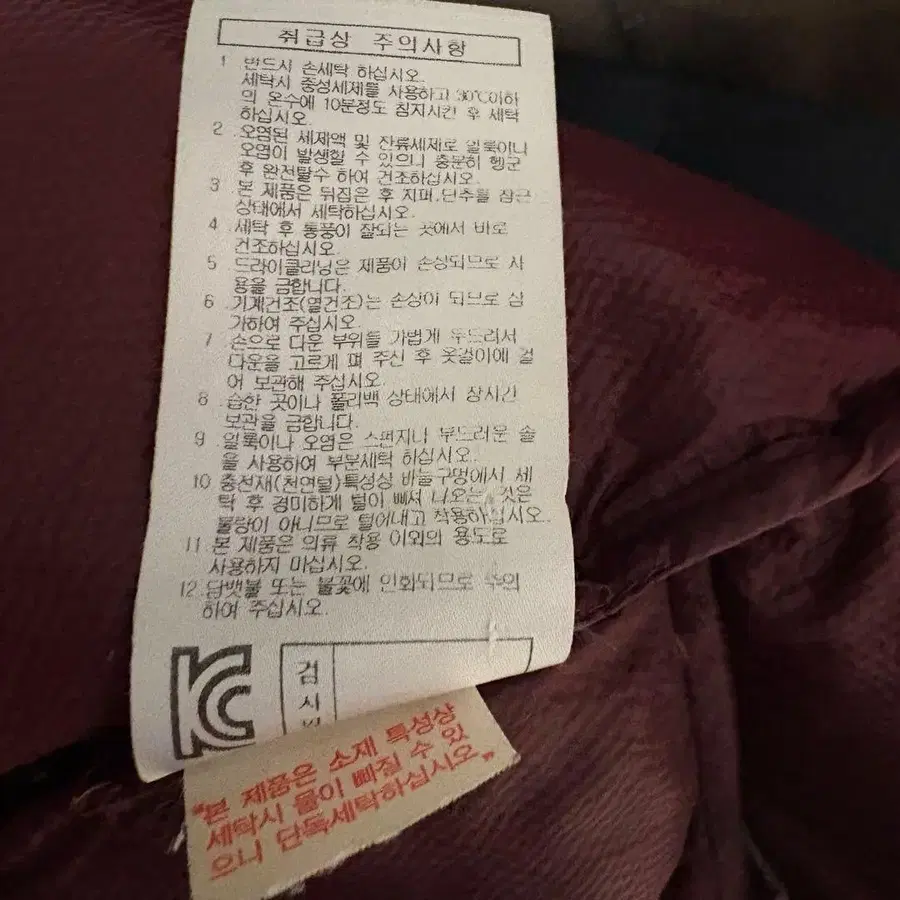 취급상 주의사항
1 반드시 손세탁 하십시오.
세탁시 중성세제를 사용하고 30℃이하
의 온수에 10분정도 침지시킨 후 세탁
하십시오.
2 .오염된 세제액 및 잔류세제로 얼룩이나
오염이 발생할 수 있으니 충분히 헹군
후 완전탈수 하여 건조하십시오.
3 본 제품은 뒤집은 후 지퍼,단추를 잠근
상태에서 세탁하십시오.
4 .세탁 후 통풍이 잘되는 곳에서 바로
건조하십시오.
5 .드라이클리닝은 제품이 손상되므로 사
용을 금합니다.
6 .기계건조(열건조)는 손상이 되므로 삼
가하여 주십시오.
7 .손으로 다운 부위를 가볍게 두드려서
다운을 고르게 펴 주신 후 옷걸이에 걸
어 보관해 주십시오.
8 .습한 곳이나 폴리백 상태에서 장시간
보관을 금합니다.
9 .얼룩이나 오염은 스펀지나 부드러운 솔
을 사용하여 부분세탁 하십시오.
10 충전재(천연털)특성상 바늘구멍에서 세
탁 후 경미하게 털이 빠져 나오는 것은
불량이 아니므로 털어내고 착용하십시오.
11 .본 제품은 의류 착용 이외의 용도로
사용하지 마십시오.
12 .담뱃불 또는 불꽃에 인화되므로 주의
하여 주십시오.
KC
검
사
"본 제품은 소재 특성상
세탁시 물이 빠질 수 있
으니 단독세탁하십시오"